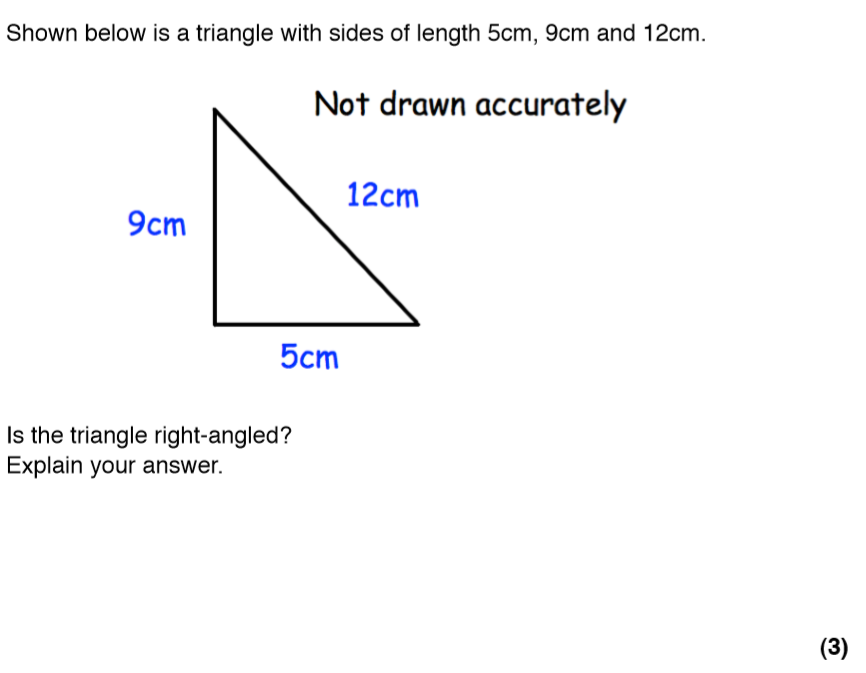 Shown below is a triangle with sides of length 5cm, 9cm and 12cm.
Not drawn accurately
12cm
9cm
5cm
Is the triangle right-angled?
Explain your answer.
(3)